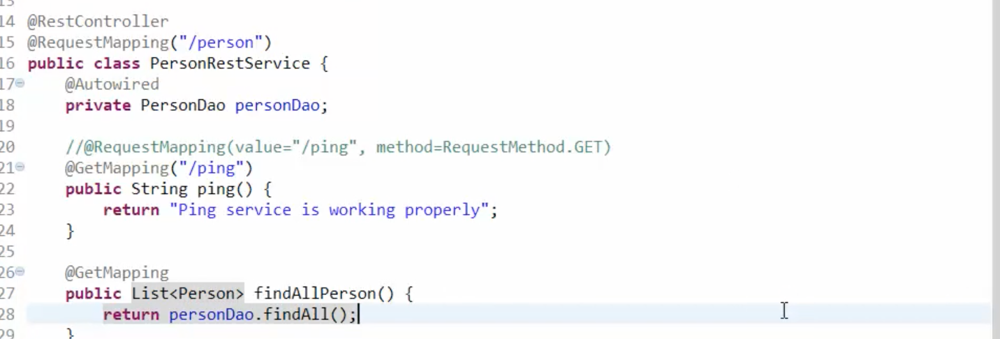 13
14 @RestController
15 @RequestMapping("/person")
16 public class PersonRestService {
17 @Autowired
18 private PersonDao personDao;
19
20 //@RequestMapping(value="/ping", method=RequestMethod.GET)
21 @GetMapping("/ping")
22 public String ping() {
23 return "Ping service is working properly";
24 }
25
26 @GetMapping
27 public List<Person> findAllPerson() {
28 return personDao.findAll();
29 }